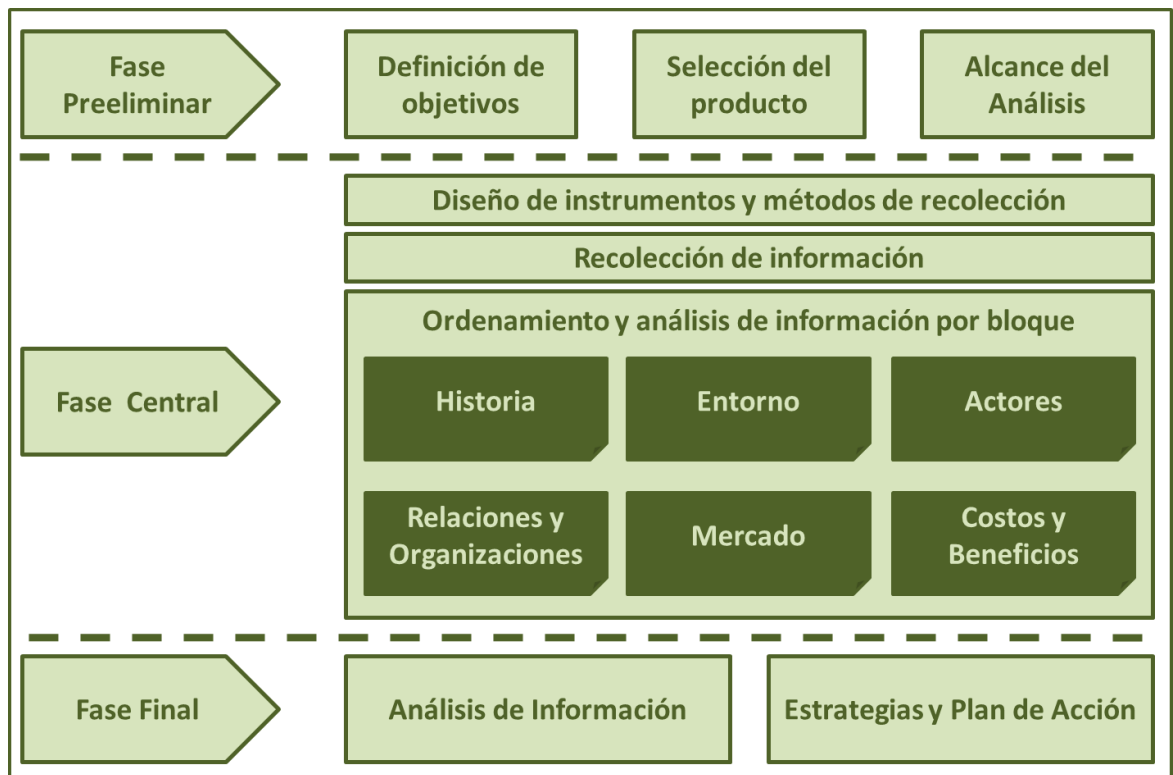 Fase
Preeliminar
Definición de
objetivos
Selección del
producto
Alcance del
Análisis
Diseño de instrumentos y métodos de recolección
Recolección de información
Ordenamiento y análisis de información por bloque
Fase Central
Historia
Entorno
Actores
Relaciones y
Organizaciones
Mercado
Costos y
Beneficios
Fase Final
Análisis de Información
Estrategias y Plan de Acción